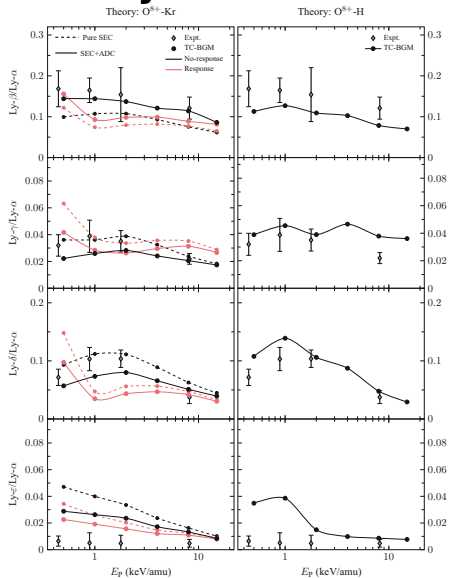 Theory: O⁸⁺-Kr Theory: O⁸⁺-H
Pure SEC
SEC+ADC
Expt.
TC-BGM
No-response
Response
Expt.
TC-BGM
Ly-β/Ly-α
0.3
0.2
0.1
0
0.3
0.2
0.1
0
Ly-γ/Ly-α
0.08
0.06
0.04
0.02
0
0.08
0.06
0.04
0.02
0
Ly-δ/Ly-α
0.2
0.1
0
0.2
0.1
0
Ly-ε/Ly-α
0.08
0.06
0.04
0.02
0
0.08
0.06
0.04
0.02
0
1 10 1 10
E_P (keV/amu) E_P (keV/amu)